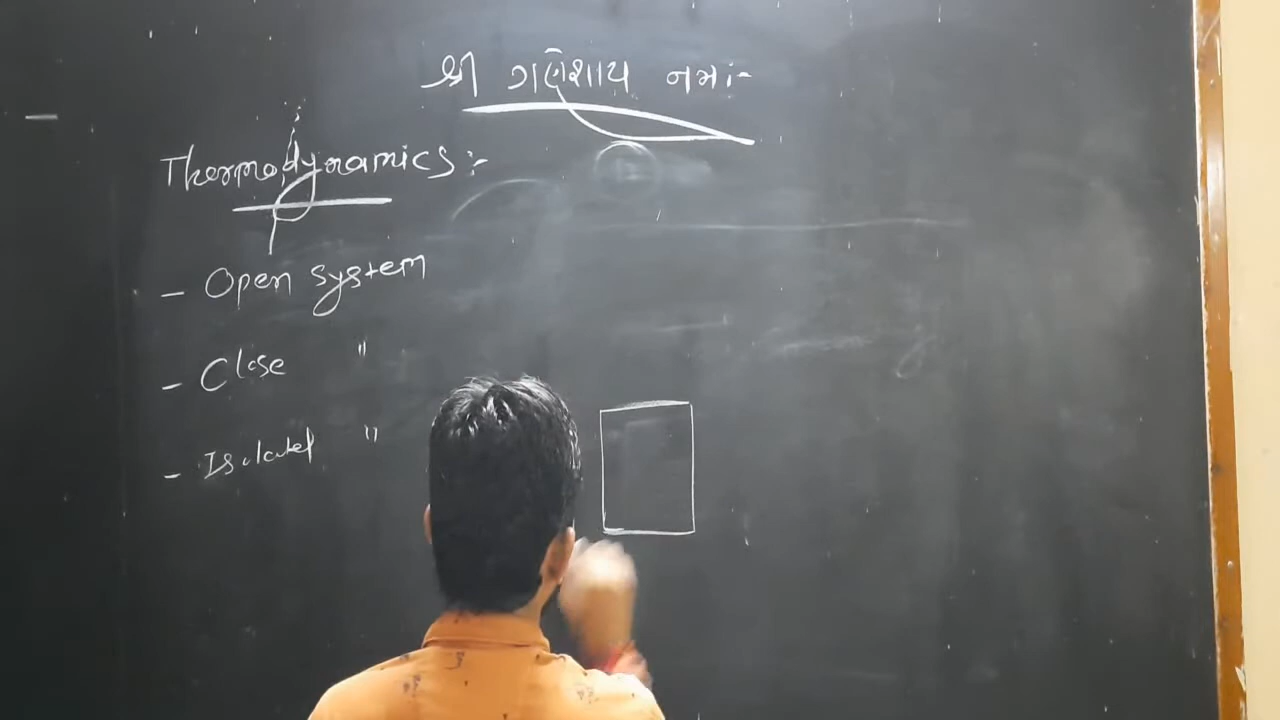 શ્રી ગણેશાય નમઃ-
Thermodynamics :-
- Open system
- Close "
- Isolated "